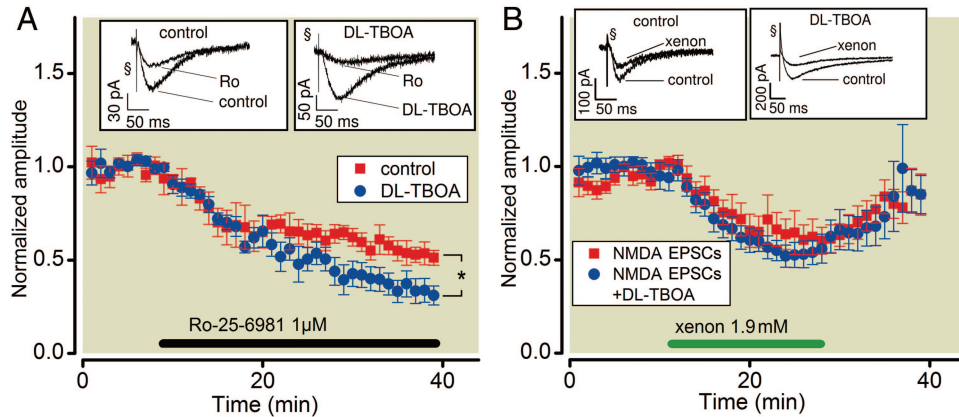 A
Normalized amplitude
1.5
1.0
0.5
0.0
control
§
Ro
control
30 pA
50 ms
DL-TBOA
§
Ro
DL-TBOA
50 pA
50 ms
control
DL-TBOA
*
Ro-25-6981 1µM
0
20
40
Time (min)
B
Normalized amplitude
1.5
1.0
0.5
0.0
control
§
xenon
control
100 pA
50 ms
DL-TBOA
§
xenon
control
200 pA
50 ms
NMDA EPSCs
NMDA EPSCs
+DL-TBOA
xenon 1.9 mM
0
20
40
Time (min)